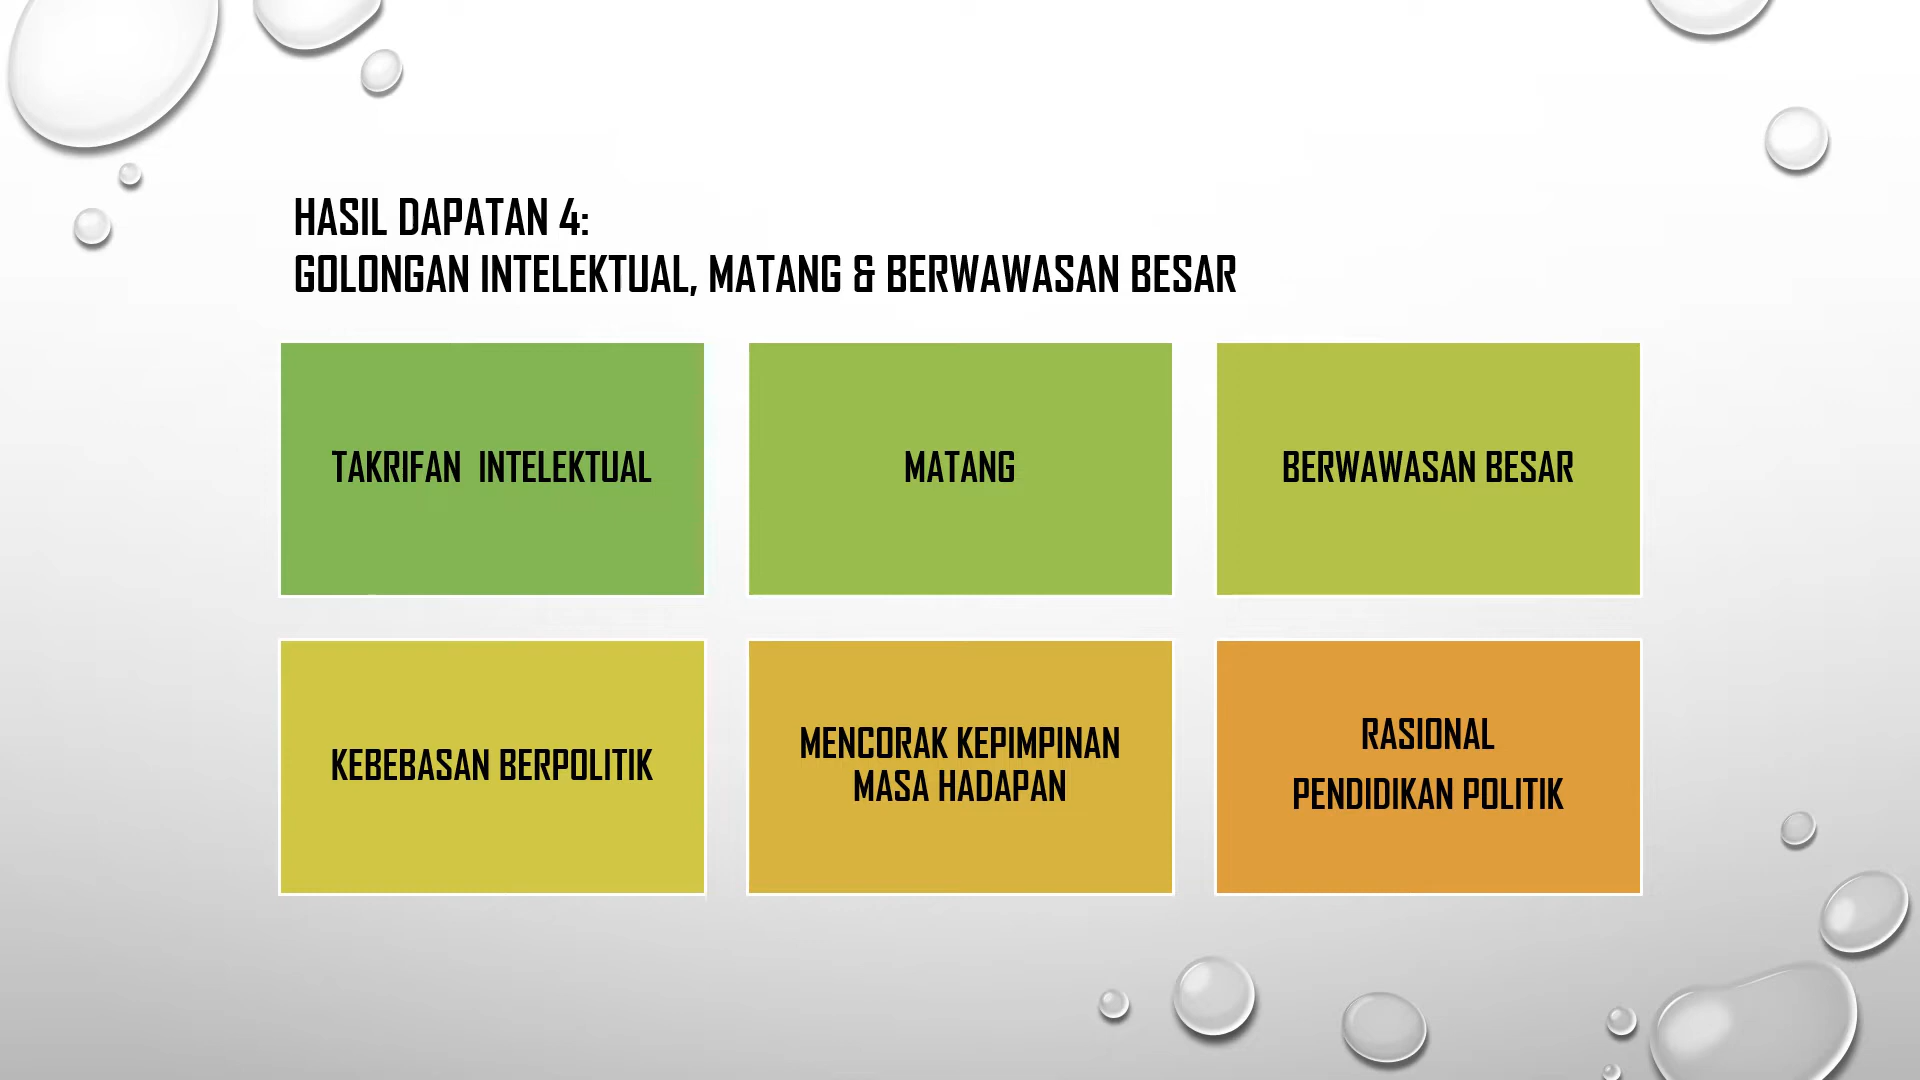 HASIL DAPATAN 4:
GOLONGAN INTELEKTUAL, MATANG & BERWAWASAN BESAR
TAKRIFAN INTELEKTUAL
MATANG
BERWAWASAN BESAR
KEBEBASAN BERPOLITIK
MENCORAK KEPIMPINAN
MASA HADAPAN
RASIONAL
PENDIDIKAN POLITIK